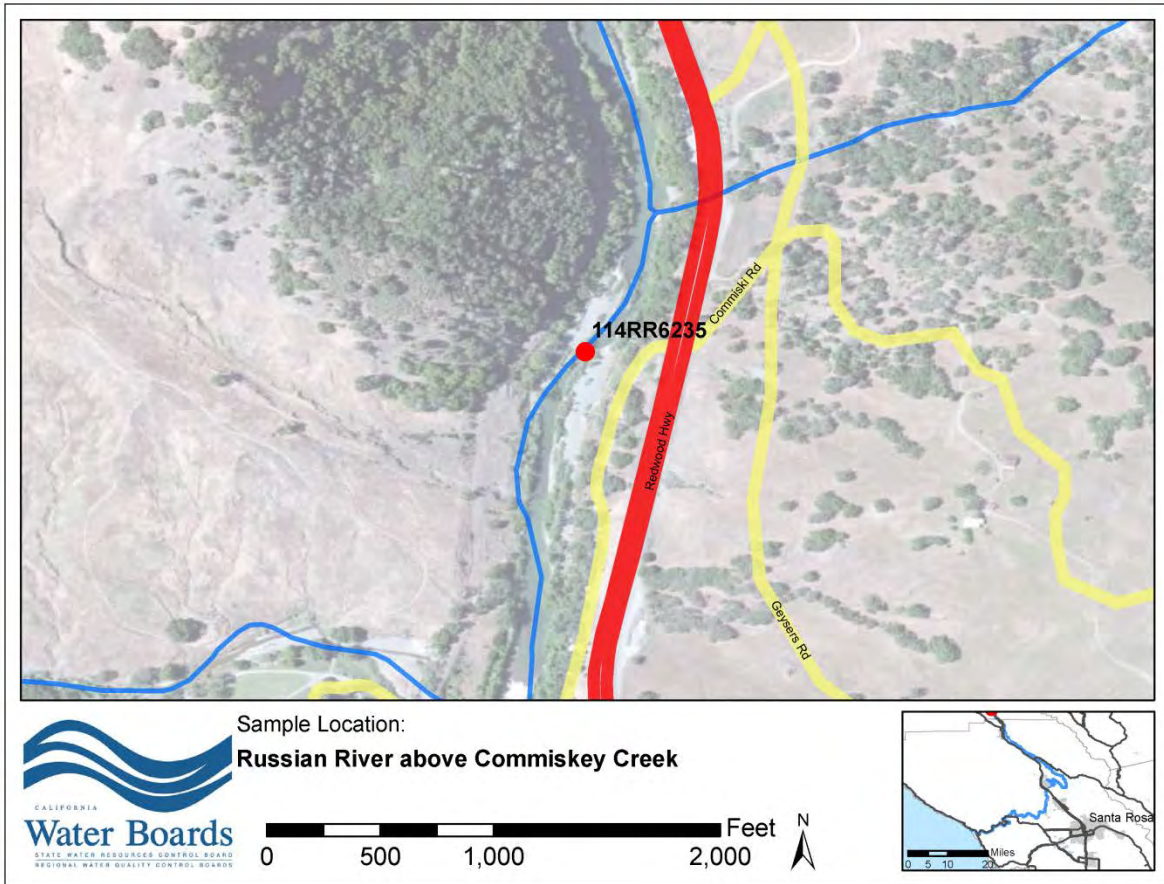 114RR6235
Commiski Rd
Redwood Hwy
Geysers Rd
Sample Location:
Russian River above Commiskey Creek
CALIFORNIA
Water Boards
STATE WATER RESOURCES CONTROL BOARD
REGIONAL WATER QUALITY CONTROL BOARDS
Feet
0 500 1,000 2,000
N
Santa Rosa
Miles
0 5 10 20